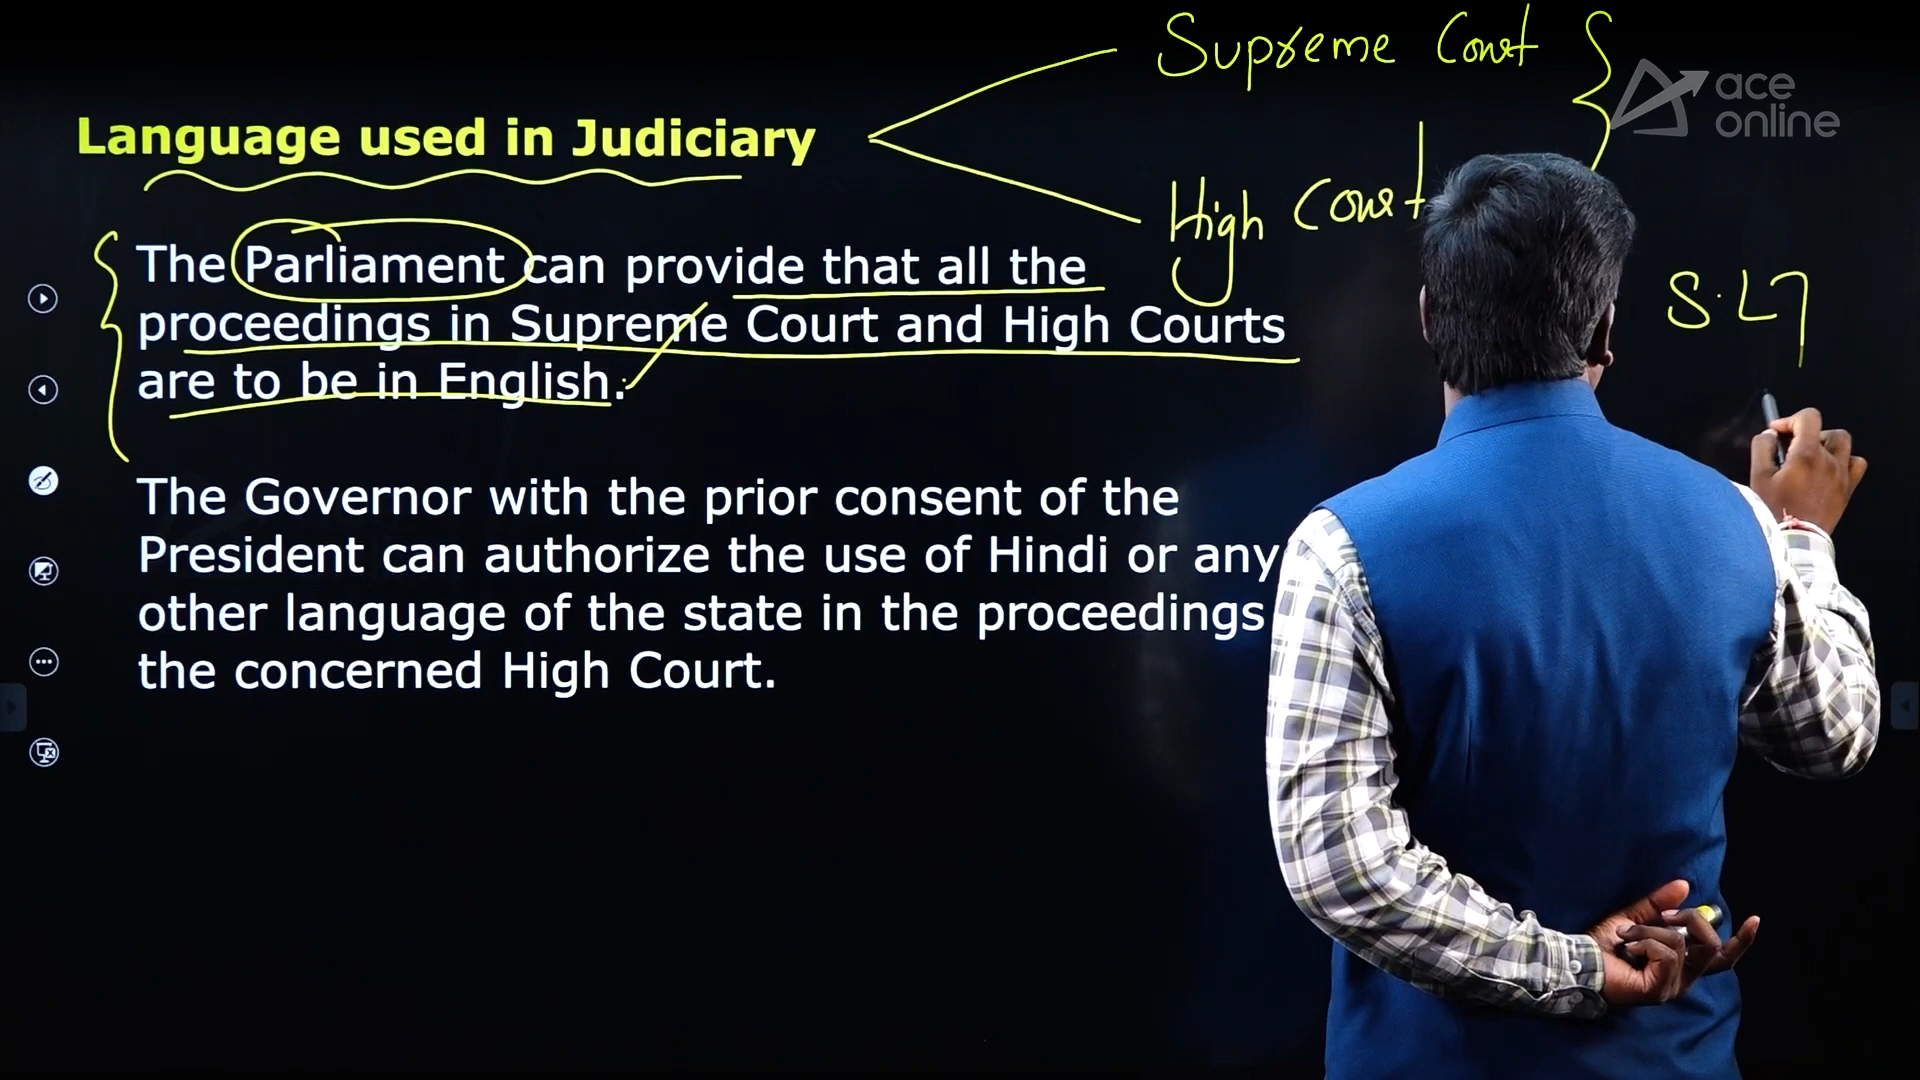 Supreme Court
ace
online
Language used in Judiciary
High Court
The Parliament can provide that all the
proceedings in Supreme Court and High Courts
are to be in English.
The Governor with the prior consent of the
President can authorize the use of Hindi or any
other language of the state in the proceedings
the concerned High Court.